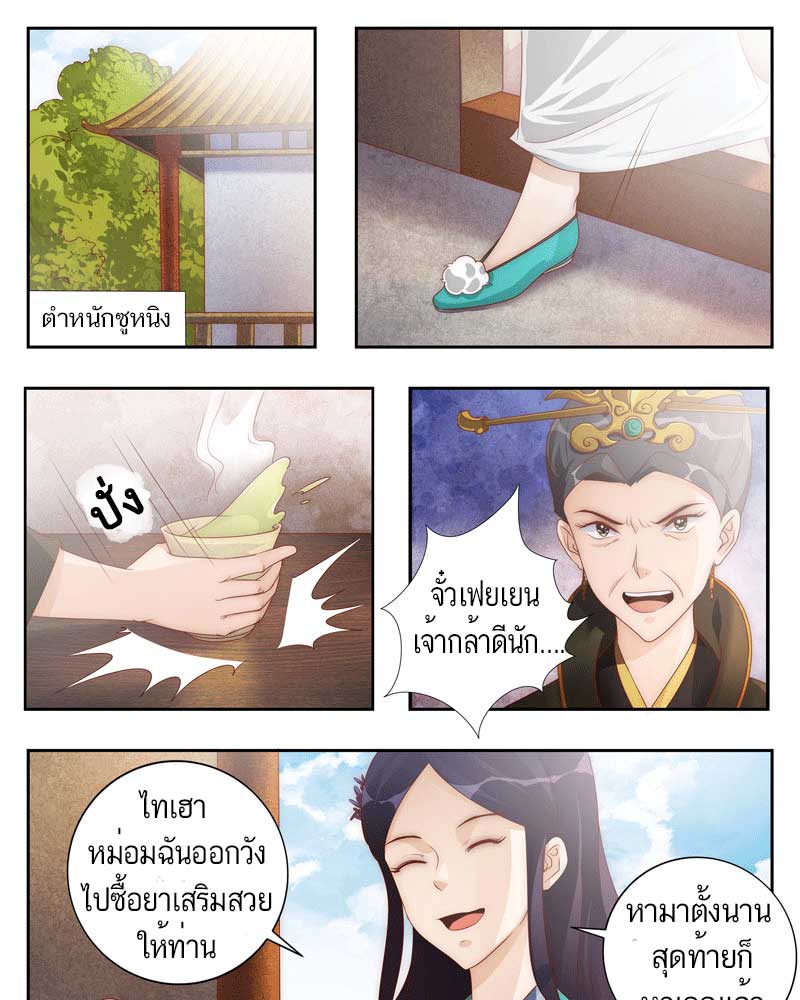 ตำหนักซูหนิง
ปัง
จั๋วเฟยเยน
เจ้ากล้าดีนัก....
ไทเฮา
หม่อมฉันออกวัง
ไปซื้อยาเสริมสวย
ให้ท่าน
หามาตั้งนาน
สุดท้ายก็